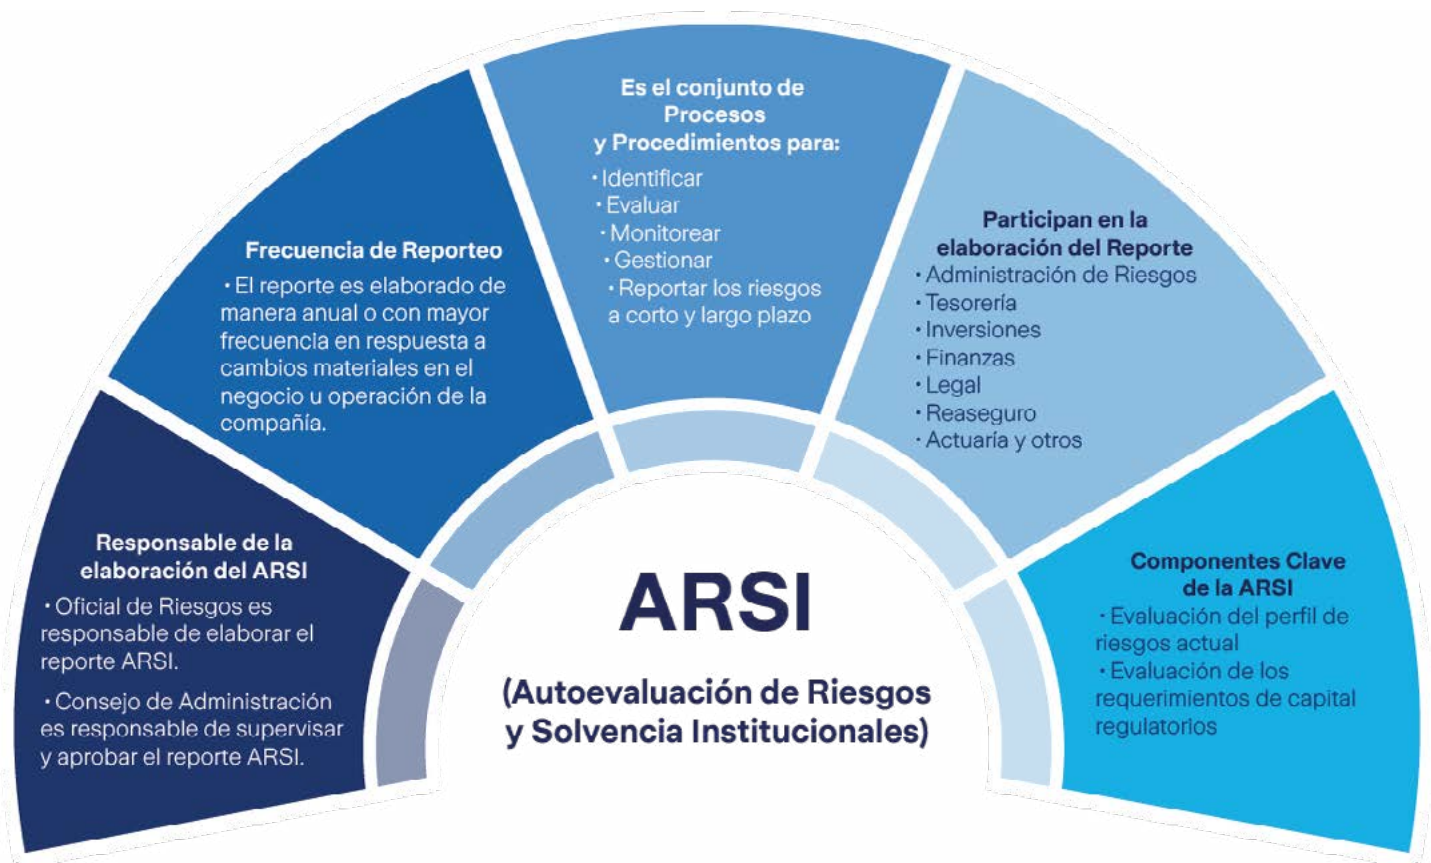 Responsable de la
elaboración del ARSI
· Oficial de Riesgos es
responsable de elaborar el
reporte ARSI.
· Consejo de Administración
es responsable de supervisar
y aprobar el reporte ARSI.
Frecuencia de Reporteo
· El reporte es elaborado de
manera anual o con mayor
frecuencia en respuesta a
cambios materiales en el
negocio u operación de la
compañía.
Es el conjunto de
Procesos
y Procedimientos para:
· Identificar
· Evaluar
· Monitorear
· Gestionar
· Reportar los riesgos
a corto y largo plazo
Participan en la
elaboración del Reporte
· Administración de Riesgos
· Tesorería
· Inversiones
· Finanzas
· Legal
· Reaseguro
· Actuaría y otros
Componentes Clave
de la ARSI
· Evaluación del perfil de
riesgos actual
· Evaluación de los
requerimientos de capital
regulatorios
ARSI
(Autoevaluación de Riesgos
y Solvencia Institucionales)